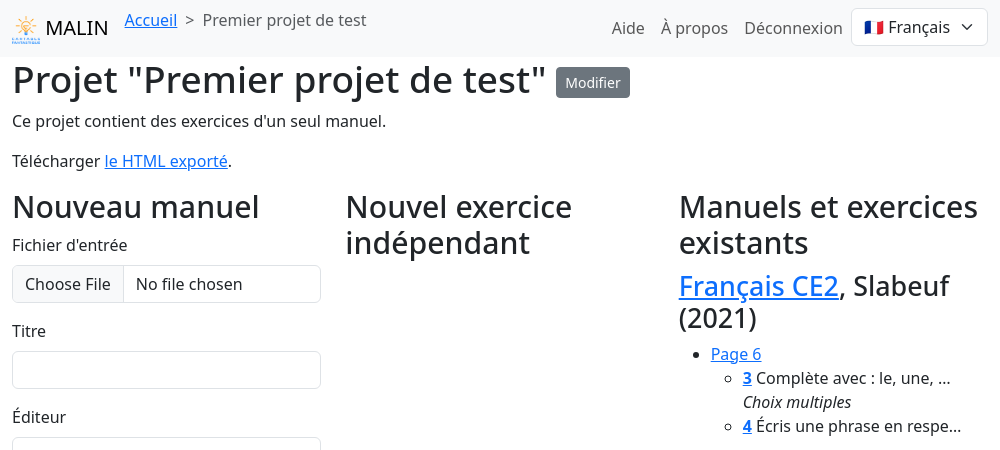 MALIN
Accueil > Premier projet de test
Aide
À propos
Déconnexion
Français
Projet "Premier projet de test"
Modifier
Ce projet contient des exercices d'un seul manuel.
Télécharger le HTML exporté.
Nouveau manuel
Fichier d'entrée
Choose File
No file chosen
Titre
Éditeur
Nouvel exercice
indépendant
Manuels et exercices
existants
Français CE2, Slabeuf
(2021)
Page 6
3 Complète avec : le, une, ...
Choix multiples
4 Écris une phrase en respe...